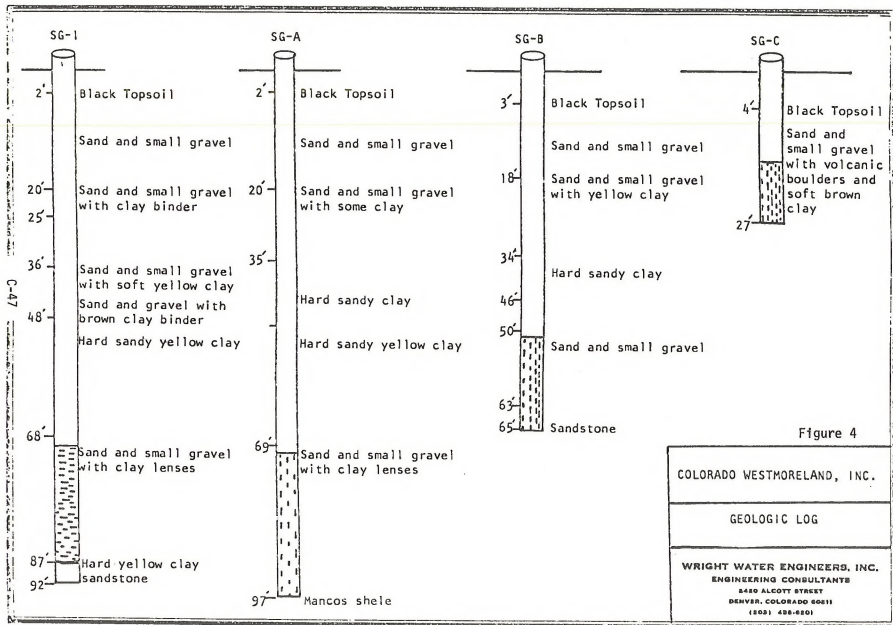 SG-1
2'
Black Topsoil
Sand and small gravel
20'
Sand and small gravel
with clay binder
25'
36'
Sand and small gravel
with soft yellow clay
Sand and gravel with
brown clay binder
48'
Hard sandy yellow clay
68'
Sand and small gravel
with clay lenses
87'
Hard yellow clay
sandstone
92'
SG-A
2'
Black Topsoil
Sand and small gravel
20'
Sand and small gravel
with some clay
35'
Hard sandy clay
Hard sandy yellow clay
69'
Sand and small gravel
with clay lenses
97'
Mancos shele
SG-B
3'
Black Topsoil
Sand and small gravel
18'
Sand and small gravel
with yellow clay
34'
Hard sandy clay
46'
50'
Sand and small gravel
63'
65'
Sandstone
SG-C
4'
Black Topsoil
Sand and
small gravel
with volcanic
boulders and
soft brown
clay
27'
C-47
Figure 4
COLORADO WESTMORELAND, INC.
GEOLOGIC LOG
WRIGHT WATER ENGINEERS, INC.
ENGINEERING CONSULTANTS
2420 ALCOTT STREET
DENVER, COLORADO 80211
(303) 458-6201